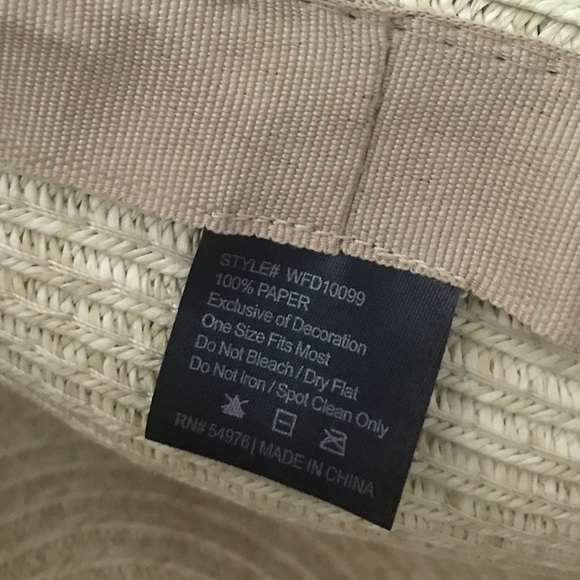 STYLE# WFD10099
100% PAPER
Exclusive of Decoration
One Size Fits Most
Do Not Bleach / Dry Flat
Do Not Iron / Spot Clean Only
RN# 54978 | MADE IN CHINA